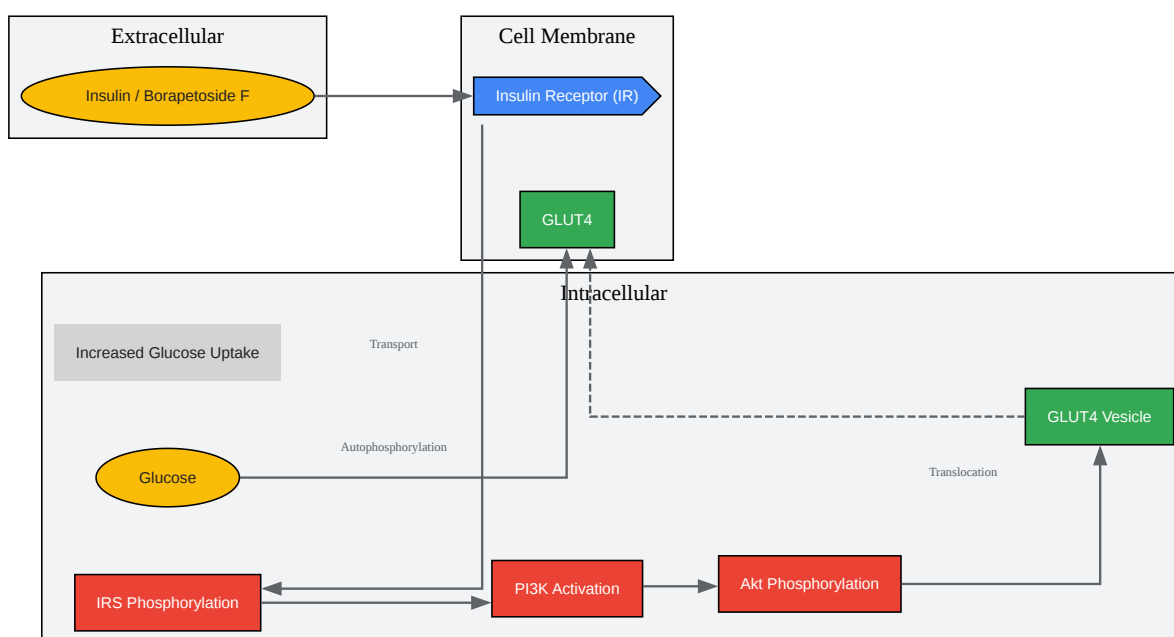 Extracellular
Cell Membrane
Insulin / Borapetoside F
Insulin Receptor (IR)
GLUT4
Intracellular
Increased Glucose Uptake
Transport
GLUT4 Vesicle
Autophosphorylation
Glucose
Translocation
IRS Phosphorylation
PI3K Activation
Akt Phosphorylation